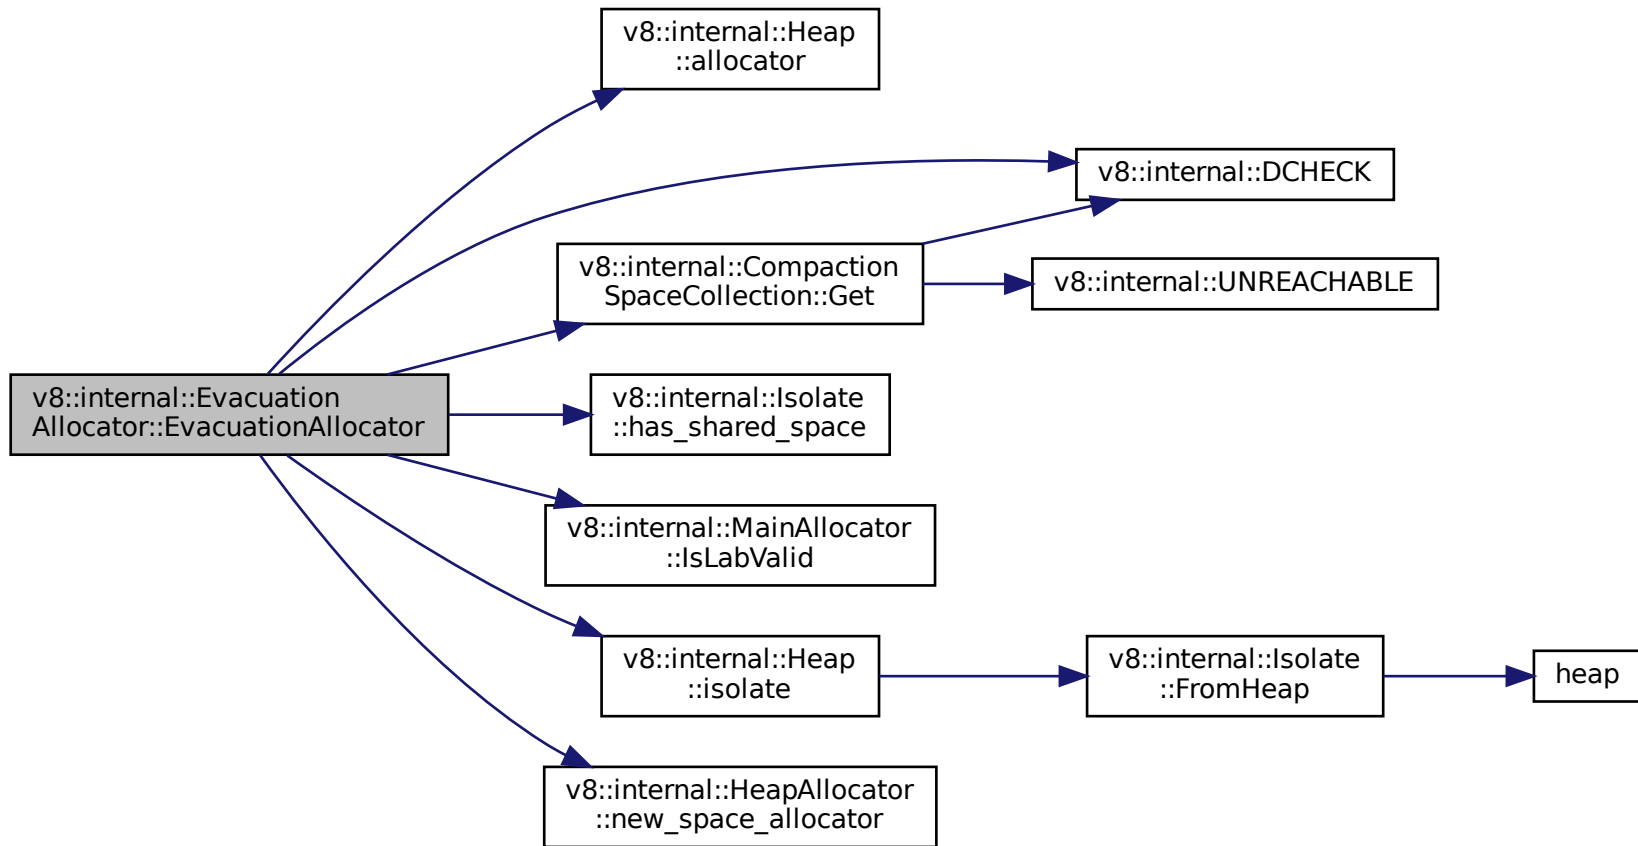 v8::internal::Heap
::allocator
v8::internal::DCHECK
v8::internal::Compaction
SpaceCollection::Get
v8::internal::UNREACHABLE
v8::internal::Evacuation
Allocator::EvacuationAllocator
v8::internal::Isolate
::has_shared_space
v8::internal::MainAllocator
::IsLabValid
v8::internal::Heap
::isolate
v8::internal::Isolate
::FromHeap
heap
v8::internal::HeapAllocator
::new_space_allocator